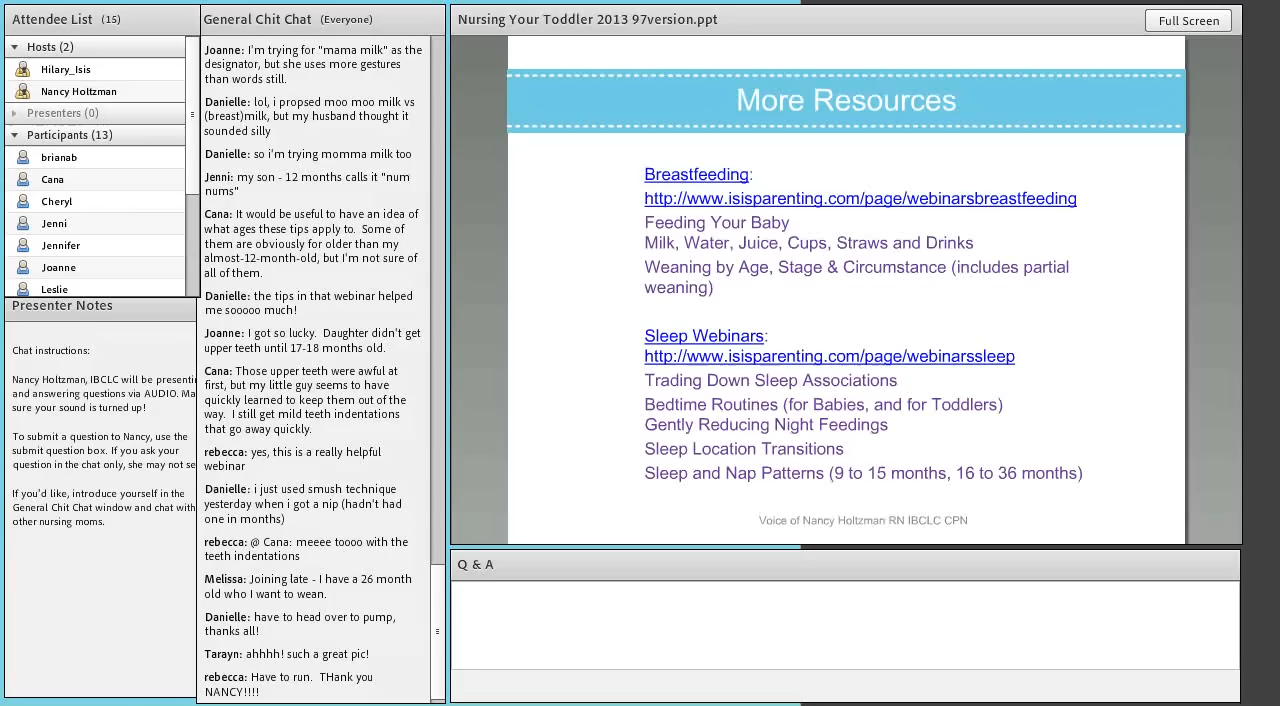 Attendee List (15)
Hosts (2)
Hilary_Isis
Nancy Holtzman
Presenters (0)
Participants (13)
brianab
Cana
Cheryl
Jenni
Jennifer
Joanne
Leslie
Presenter Notes
Chat instructions:
Nancy Holtzman, IBCLC will be presentin
and answering questions via AUDIO. Ma
sure your sound is turned up!
To submit a question to Nancy, use the
submit question box. If you ask your
question in the chat only, she may not se
If you'd like, introduce yourself in the
General Chit Chat window and chat with
other nursing moms.
General Chit Chat (Everyone)
Joanne: I'm trying for "mama milk" as the
designator, but she uses more gestures
than words still.
Danielle: lol, i propsed moo moo milk vs
(breast)milk, but my husband thought it
sounded silly
Danielle: so i'm trying momma milk too
Jenni: my son - 12 months calls it "num
nums"
Cana: It would be useful to have an idea of
what ages these tips apply to.  Some of
them are obviously for older than my
almost-12-month-old, but I'm not sure of
all of them.
Danielle: the tips in that webinar helped
me sooooo much!
Joanne: I got so lucky.  Daughter didn't get
upper teeth until 17-18 months old.
Cana: Those upper teeth were awful at
first, but my little guy seems to have
quickly learned to keep them out of the
way.  I still get mild teeth indentations
that go away quickly.
rebecca: yes, this is a really helpful
webinar
Danielle: i just used smush technique
yesterday when i got a nip (hadn't had
one in months)
rebecca: @ Cana: meeee toooo with the
teeth indentations
Melissa: Joining late - I have a 26 month
old who I want to wean.
Danielle: have to head over to pump,
thanks all!
Tarayn: ahhhh! such a great pic!
rebecca: Have to run.  THank you
NANCY!!!!
Nursing Your Toddler 2013 97version.ppt
Full Screen
More Resources
Breastfeeding:
http://www.isisparenting.com/page/webinarsbreastfeeding
Feeding Your Baby
Milk, Water, Juice, Cups, Straws and Drinks
Weaning by Age, Stage & Circumstance (includes partial
weaning)
Sleep Webinars:
http://www.isisparenting.com/page/webinarssleep
Trading Down Sleep Associations
Bedtime Routines (for Babies, and for Toddlers)
Gently Reducing Night Feedings
Sleep Location Transitions
Sleep and Nap Patterns (9 to 15 months, 16 to 36 months)
Voice of Nancy Holtzman RN IBCLC CPN
Q & A